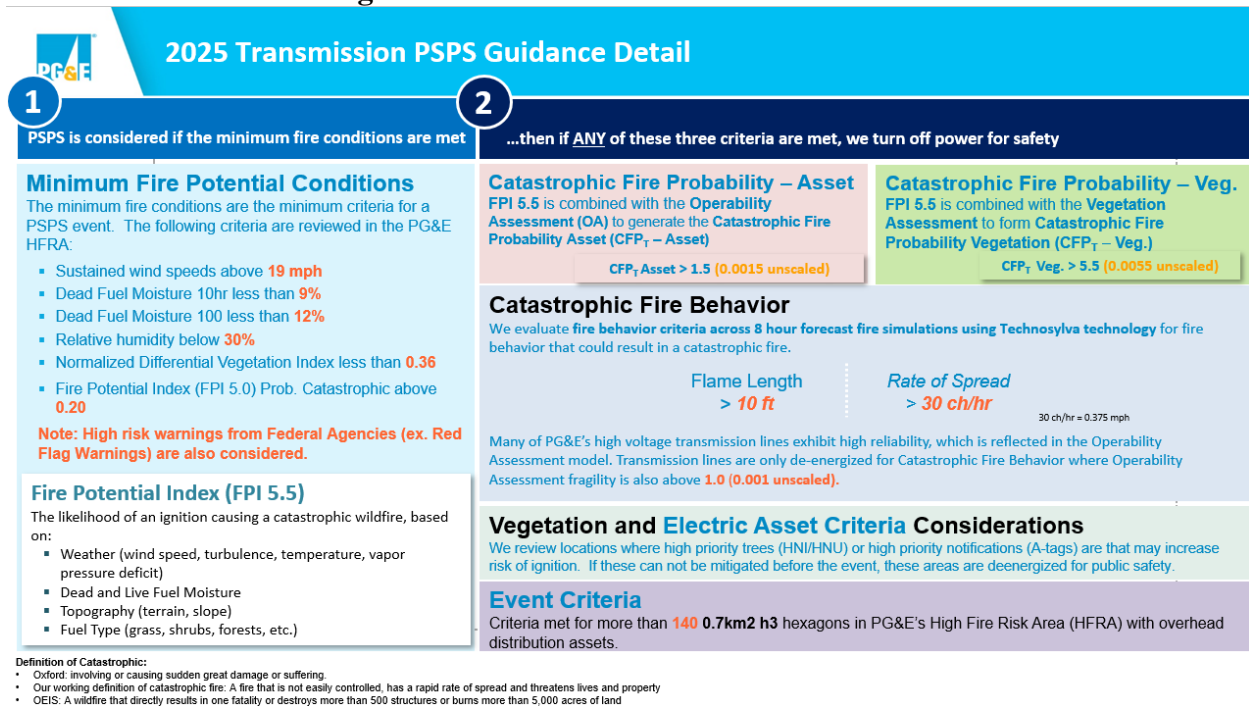 2025 Transmission PSPS Guidance Detail
PG&E
1
PSPS is considered if the minimum fire conditions are met
2
...then if ANY of these three criteria are met, we turn off power for safety
Minimum Fire Potential Conditions
The minimum fire conditions are the minimum criteria for a
PSPS event. The following criteria are reviewed in the PG&E
HFRA:
▪ Sustained wind speeds above 19 mph
▪ Dead Fuel Moisture 10hr less than 9%
▪ Dead Fuel Moisture 100 less than 12%
▪ Relative humidity below 30%
▪ Normalized Differential Vegetation Index less than 0.36
▪ Fire Potential Index (FPI 5.0) Prob. Catastrophic above
0.20
Note: High risk warnings from Federal Agencies (ex. Red
Flag Warnings) are also considered.
Fire Potential Index (FPI 5.5)
The likelihood of an ignition causing a catastrophic wildfire, based
on:
▪ Weather (wind speed, turbulence, temperature, vapor
pressure deficit)
▪ Dead and Live Fuel Moisture
▪ Topography (terrain, slope)
▪ Fuel Type (grass, shrubs, forests, etc.)
Catastrophic Fire Probability – Asset
FPI 5.5 is combined with the Operability
Assessment (OA) to generate the Catastrophic Fire
Probability Asset (CFPT – Asset)
CFPT Asset > 1.5 (0.0015 unscaled)
Catastrophic Fire Probability – Veg.
FPI 5.5 is combined with the Vegetation
Assessment to form Catastrophic Fire
Probability Vegetation (CFPT – Veg.)
CFPT Veg. > 5.5 (0.0055 unscaled)
Catastrophic Fire Behavior
We evaluate fire behavior criteria across 8 hour forecast fire simulations using Technosylva technology for fire
behavior that could result in a catastrophic fire.
Flame Length
> 10 ft
Rate of Spread
> 30 ch/hr
30 ch/hr = 0.375 mph
Many of PG&E's high voltage transmission lines exhibit high reliability, which is reflected in the Operability
Assessment model. Transmission lines are only de-energized for Catastrophic Fire Behavior where Operability
Assessment fragility is also above 1.0 (0.001 unscaled).
Vegetation and Electric Asset Criteria Considerations
We review locations where high priority trees (HNI/HNU) or high priority notifications (A-tags) are that may increase
risk of ignition. If these can not be mitigated before the event, these areas are deenergized for public safety.
Event Criteria
Criteria met for more than 140 0.7km2 h3 hexagons in PG&E's High Fire Risk Area (HFRA) with overhead
distribution assets.
Definition of Catastrophic:
• Oxford: involving or causing sudden great damage or suffering.
• Our working definition of catastrophic fire: A fire that is not easily controlled, has a rapid rate of spread and threatens lives and property
• OEIS: A wildfire that directly results in one fatality or destroys more than 500 structures or burns more than 5,000 acres of land